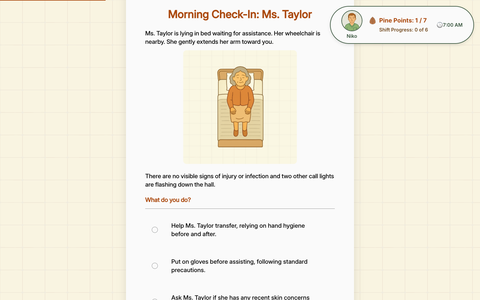 Morning Check-In: Ms. Taylor
Pine Points: 1 / 7
Shift Progress: 0 of 6
7:00 AM
Niko
Ms. Taylor is lying in bed waiting for assistance. Her wheelchair is
nearby. She gently extends her arm toward you.
There are no visible signs of injury or infection and two other call lights
are flashing down the hall.
What do you do?
Help Ms. Taylor transfer, relying on hand hygiene
before and after.
Put on gloves before assisting, following standard
precautions.
Ask Ms. Taylor if she has any recent skin concerns